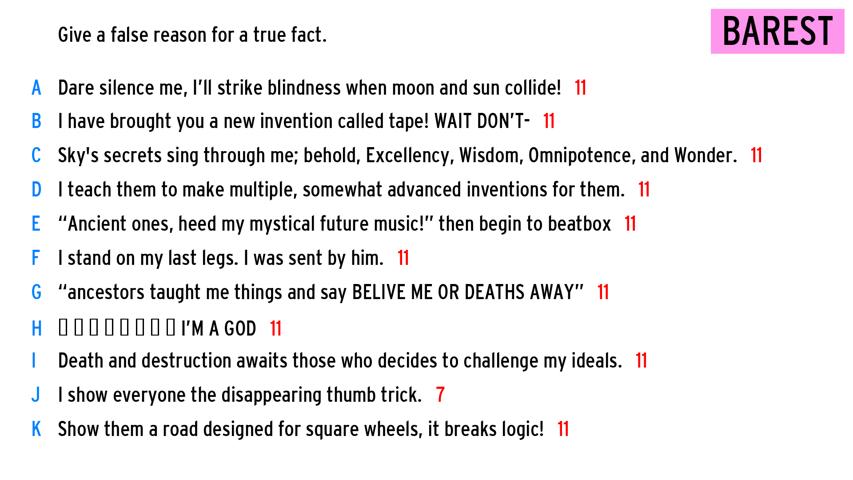 Give a false reason for a true fact.
BAREST
A Dare silence me, I'll strike blindness when moon and sun collide! 11
B I have brought you a new invention called tape! WAIT DON'T- 11
C Sky's secrets sing through me; behold, Excellency, Wisdom, Omnipotence, and Wonder. 11
D I teach them to make multiple, somewhat advanced inventions for them. 11
E “Ancient ones, heed my mystical future music!” then begin to beatbox 11
F I stand on my last legs. I was sent by him. 11
G “ancestors taught me things and say BELIVE ME OR DEATHS AWAY” 11
H ▯ ▯ ▯ ▯ ▯ ▯ ▯ ▯ I'M A GOD 11
I Death and destruction awaits those who decides to challenge my ideals. 11
J I show everyone the disappearing thumb trick. 7
K Show them a road designed for square wheels, it breaks logic! 11